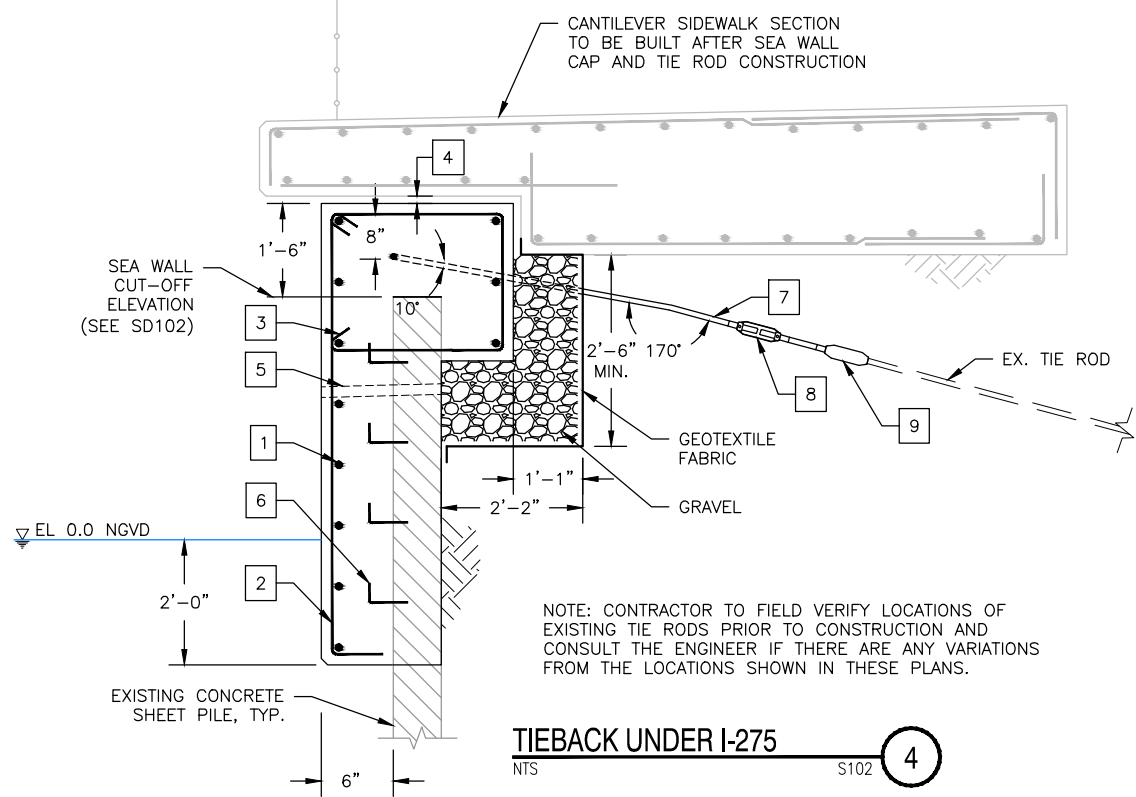 CANTILEVER SIDEWALK SECTION
TO BE BUILT AFTER SEA WALL
CAP AND TIE ROD CONSTRUCTION
4
1'-6"
8"
SEA WALL
CUT-OFF
ELEVATION
(SEE SD102)
10°
3
7
2'-6"
MIN.
170°
5
8
EX. TIE ROD
9
1
GEOTEXTILE
FABRIC
1'-1"
6
2'-2"
GRAVEL
EL 0.0 NGVD
2'-0"
2
NOTE: CONTRACTOR TO FIELD VERIFY LOCATIONS OF
EXISTING TIE RODS PRIOR TO CONSTRUCTION AND
CONSULT THE ENGINEER IF THERE ARE ANY VARIATIONS
FROM THE LOCATIONS SHOWN IN THESE PLANS.
EXISTING CONCRETE
SHEET PILE, TYP.
6"
TIEBACK UNDER I-275
NTS
S102
4